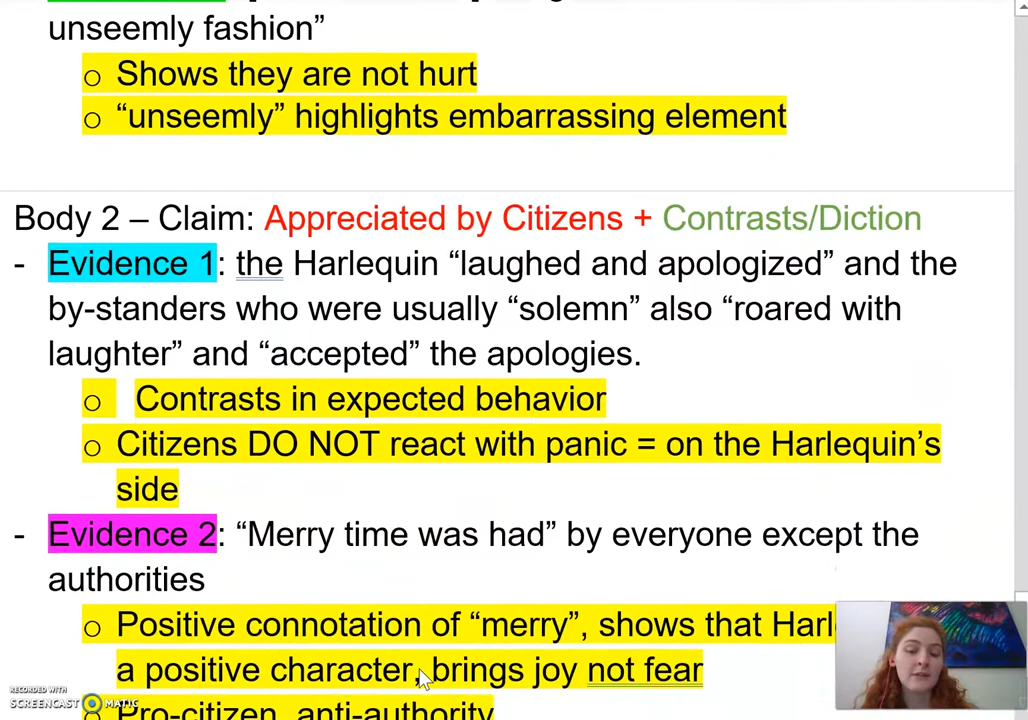 unseemly fashion”
o Shows they are not hurt
o “unseemly” highlights embarrassing element
Body 2 – Claim: Appreciated by Citizens + Contrasts/Diction
- Evidence 1: the Harlequin “laughed and apologized” and the
by-standers who were usually “solemn” also “roared with
laughter” and “accepted” the apologies.
o Contrasts in expected behavior
o Citizens DO NOT react with panic = on the Harlequin’s
side
- Evidence 2: “Merry time was had” by everyone except the
authorities
o Positive connotation of “merry”, shows that
a positive character, brings joy not fear
o Pro-citizen, anti-authority
RECORDED WITH
SCREENCAST MATIC